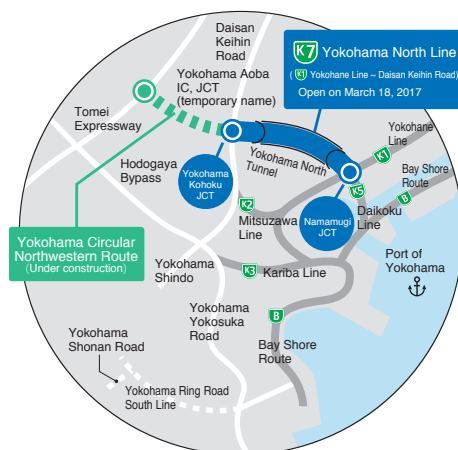 Daisan
Keihin
Road
K7 Yokohama North Line
( K1 Yokohane Line ~ Daisan Keihin Road)
Open on March 18, 2017
Yokohama Aoba
IC, JCT
(temporary name)
Tomei
Expressway
Hodogaya
Bypass
Yokohama
Kohoku
JCT
Yokohama North
Tunnel
Yokohane
Line
K1
Bay Shore
Route
B
K5
K2
Mitsuzawa
Line
Namamugi
JCT
Daikoku
Line
Yokohama Circular
Northwestern Route
(Under construction)
Yokohama
Shindo
K3
Kariba Line
Port of
Yokohama
Yokohama
Yokosuka
Road
B
Bay Shore
Route
Yokohama
Shonan Road
Yokohama Ring Road
South Line